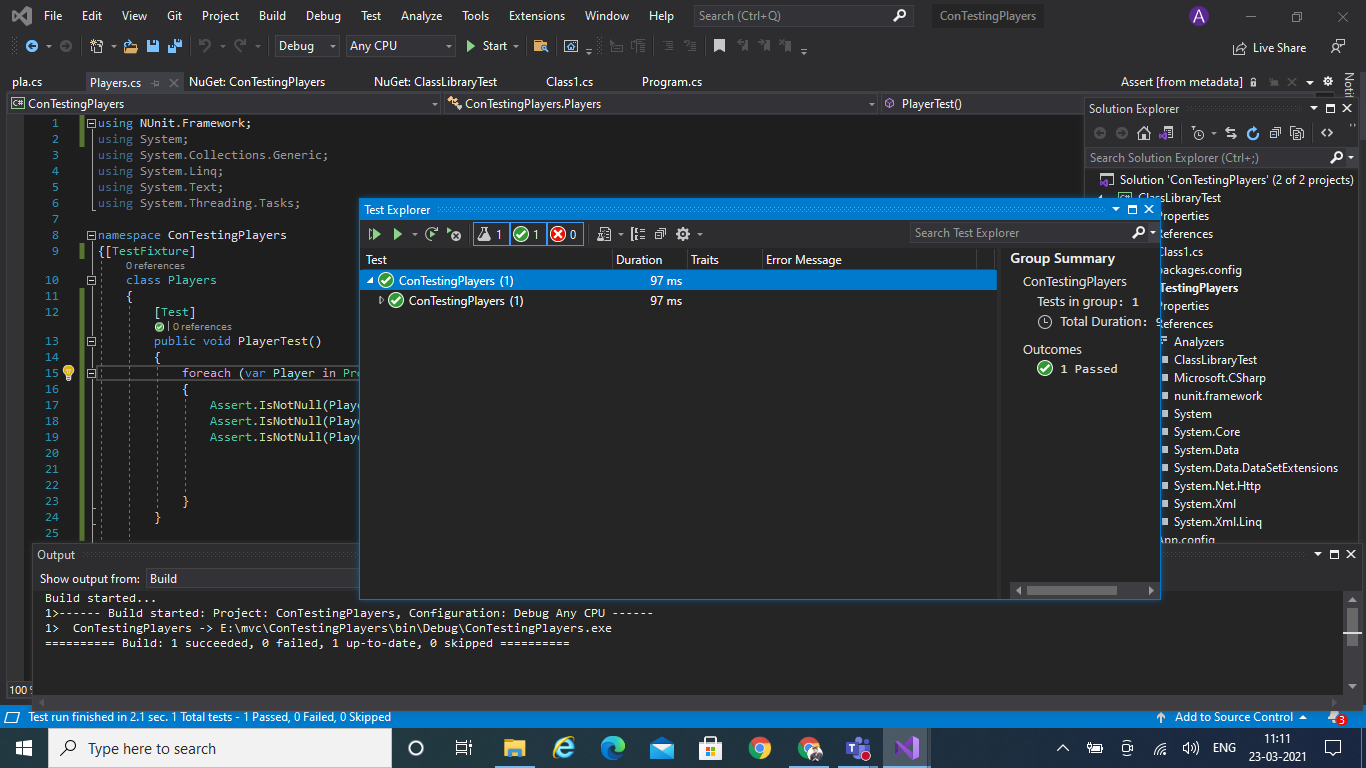 File Edit View Git Project Build Debug Test Analyze Tools Extensions Window Help Search (Ctrl+Q) ConTestingPlayers A
Debug Any CPU Start Live Share
pla.cs Players.cs NuGet: ConTestingPlayers NuGet: ClassLibraryTest Class1.cs Program.cs Assert [from metadata]
Notif
ConTestingPlayers ConTestingPlayers.Players PlayerTest()
1 using NUnit.Framework;
2 using System;
3 using System.Collections.Generic;
4 using System.Linq;
5 using System.Text;
6 using System.Threading.Tasks;
7
8 namespace ConTestingPlayers
9 {[TestFixture]
0 references
10 class Players
11 {
12 [Test]
| 0 references
13 public void PlayerTest()
14 {
15 foreach (var Player in Pro
16 {
17 Assert.IsNotNull(Playe
18 Assert.IsNotNull(Playe
19 Assert.IsNotNull(Playe
20
21
22
23 }
24 }
25
100 %
Test Explorer
1 1 0 Search Test Explorer
Test Duration Traits Error Message
ConTestingPlayers (1) 97 ms
ConTestingPlayers (1) 97 ms
Group Summary
ConTestingPlayers
Tests in group: 1
Total Duration: 9
Outcomes
1 Passed
Solution Explorer
Search Solution Explorer (Ctrl+;)
Solution 'ConTestingPlayers' (2 of 2 projects)
ClassLibraryTest
Properties
References
Class1.cs
packages.config
TestingPlayers
Properties
References
Analyzers
ClassLibraryTest
Microsoft.CSharp
nunit.framework
System
System.Core
System.Data
System.Data.DataSetExtensions
System.Net.Http
System.Xml
System.Xml.Linq
App.config
Output
Show output from: Build
Build started...
1>------ Build started: Project: ConTestingPlayers, Configuration: Debug Any CPU ------
1> ConTestingPlayers -> E:\mvc\ConTestingPlayers\bin\Debug\ConTestingPlayers.exe
========== Build: 1 succeeded, 0 failed, 1 up-to-date, 0 skipped ==========
Test run finished in 2.1 sec. 1 Total tests - 1 Passed, 0 Failed, 0 Skipped Add to Source Control 3
Type here to search ENG 11:11
23-03-2021